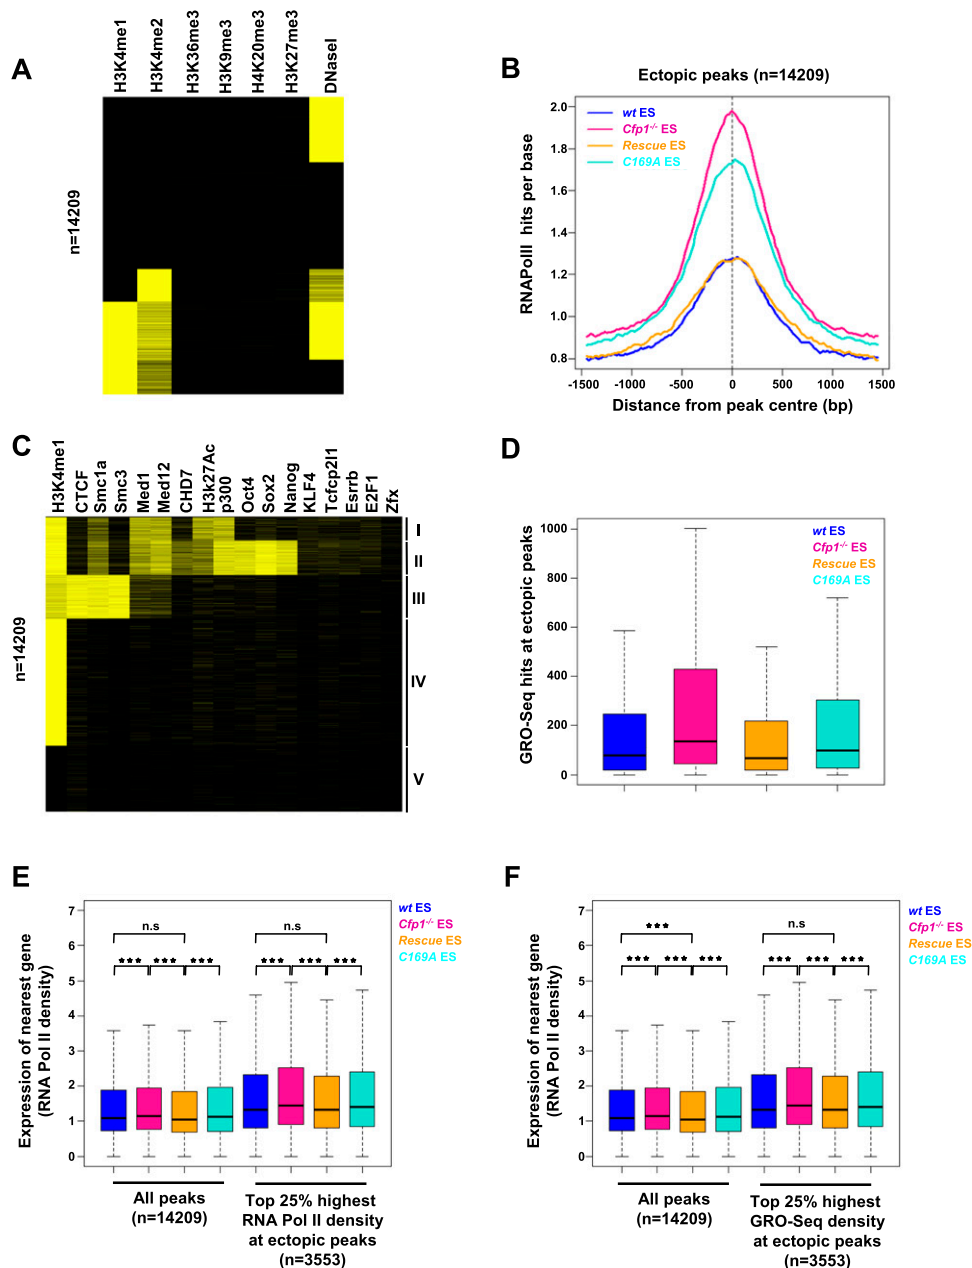 A
H3K4me1
H3K4me2
H3K36me3
H3K9me3
H4K20me3
H3K27me3
DNaseI
n=14209
B
Ectopic peaks (n=14209)
wt ES
Cfp1-/- ES
Rescue ES
C169A ES
RNAPolII hits per base
2.0
1.8
1.6
1.4
1.2
1.0
0.8
-1500
-1000
-500
0
500
1000
1500
Distance from peak centre (bp)
C
H3K4me1
CTCF
Smc1a
Smc3
Med1
Med12
CHD7
H3k27Ac
p300
Oct4
Sox2
Nanog
KLF4
Tcfcp2l1
Esrrb
E2F1
Zfx
n=14209
I
II
III
IV
V
D
GRO-Seq hits at ectopic peaks
1000
800
600
400
200
0
wt ES
Cfp1-/- ES
Rescue ES
C169A ES
E
Expression of nearest gene
(RNA Pol II density)
7
6
5
4
3
2
1
0
n.s
n.s
*** *** *** *** *** ***
wt ES
Cfp1-/- ES
Rescue ES
C169A ES
All peaks
(n=14209)
Top 25% highest
RNA Pol II density
at ectopic peaks
(n=3553)
F
Expression of nearest gene
(RNA Pol II density)
7
6
5
4
3
2
1
0
***
n.s
*** *** *** *** *** ***
wt ES
Cfp1-/- ES
Rescue ES
C169A ES
All peaks
(n=14209)
Top 25% highest
GRO-Seq density
at ectopic peaks
(n=3553)